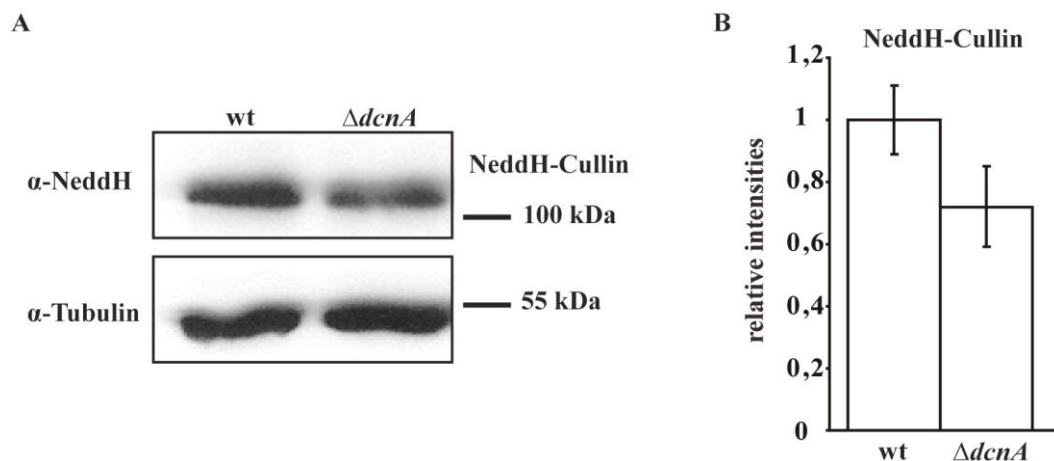 A
wt ΔdcnA
α-NeddH
NeddH-Cullin
100 kDa
α-Tubulin
55 kDa
B
NeddH-Cullin
relative intensities
1,2
1
0,8
0,6
0,4
0,2
0
wt ΔdcnA